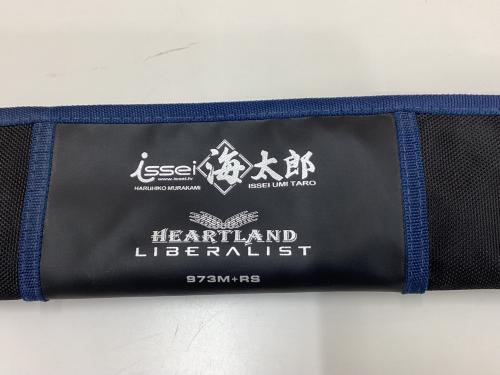 issei 海太郎
www.issei.tv
HARUHIKO MURAKAMI
ISSEI UMI TARO
HEARTLAND
LIBERALIST
973M+RS